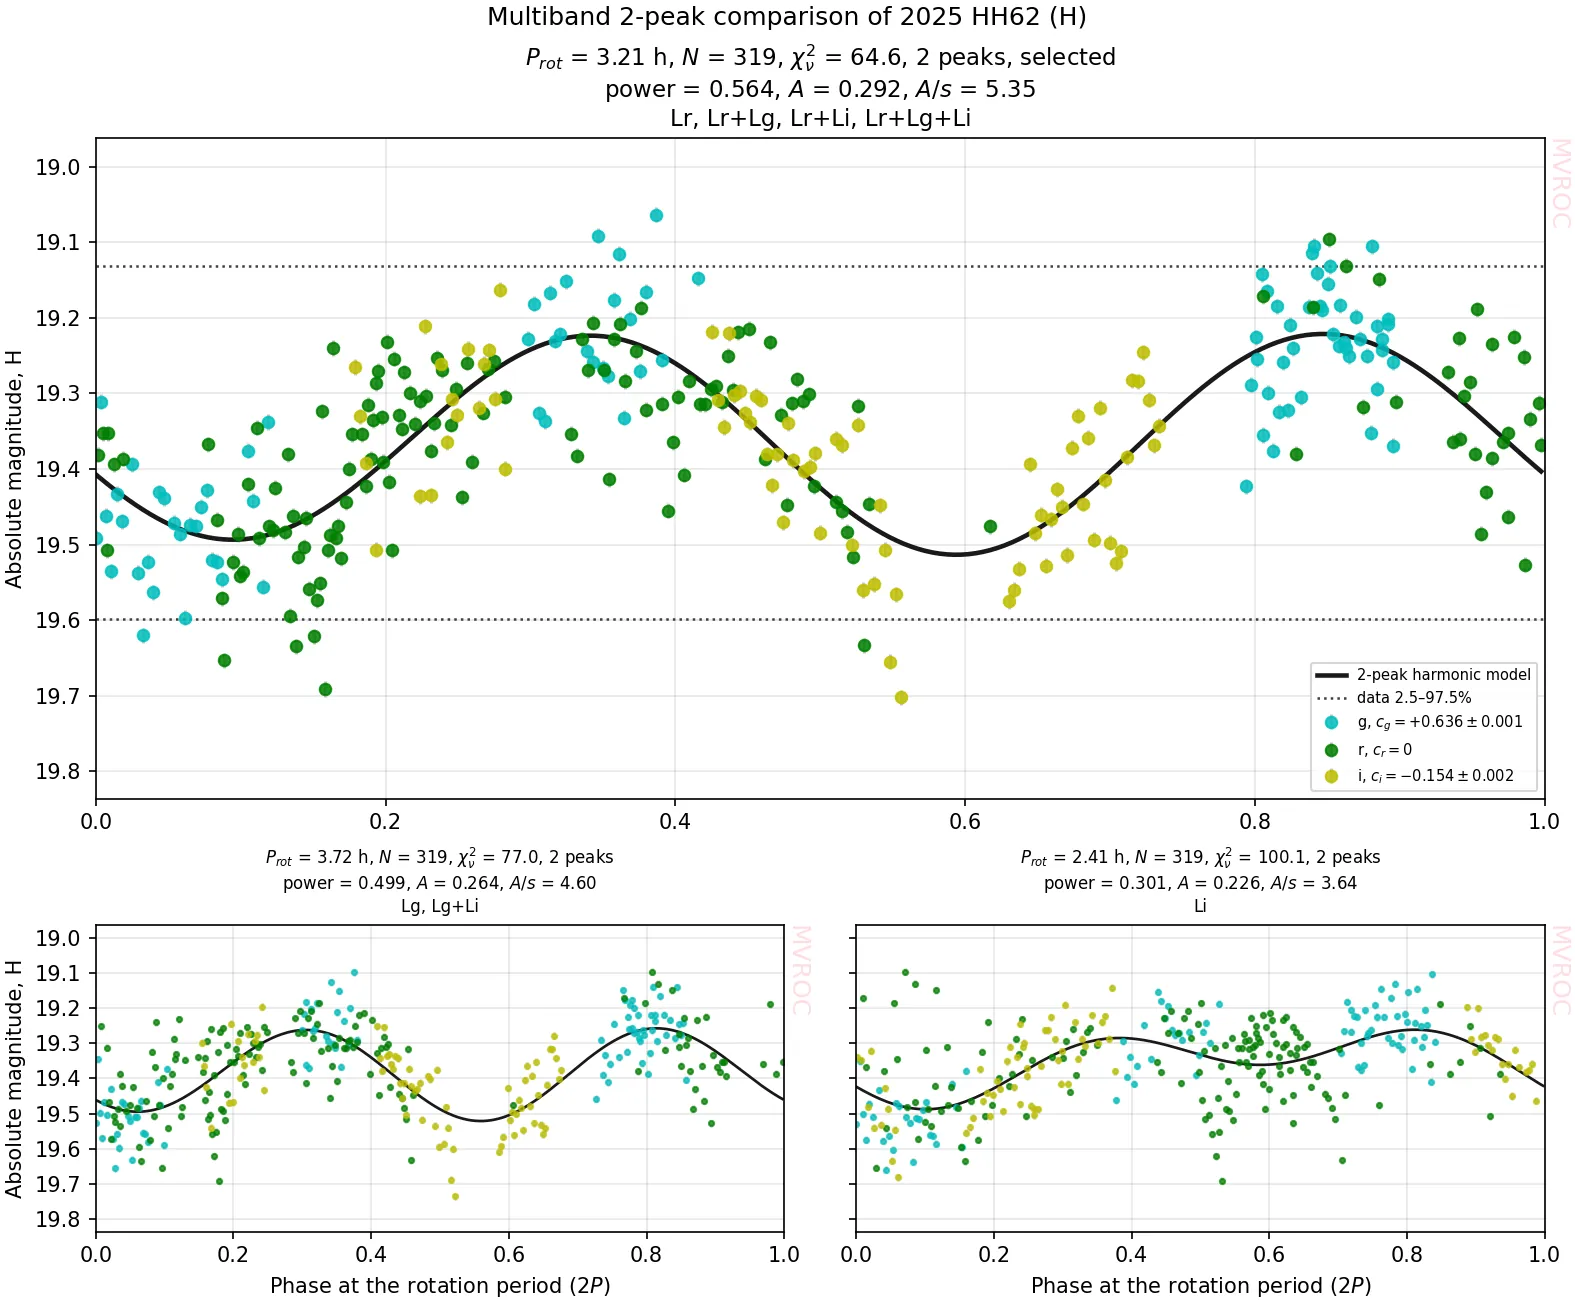 Multiband 2-peak comparison of 2025 HH62 (H)
P_rot = 3.21 h, N = 319, χ²_ν = 64.6, 2 peaks, selected
power = 0.564, A = 0.292, A/s = 5.35
Lr, Lr+Lg, Lr+Li, Lr+Lg+Li
19.0
19.1
19.2
19.3
19.4
19.5
19.6
19.7
19.8
Absolute magnitude, H
MVROC
2-peak harmonic model
data 2.5–97.5%
g, c_g = +0.636 ± 0.001
r, c_r = 0
i, c_i = −0.154 ± 0.002
0.0 0.2 0.4 0.6 0.8 1.0
P_rot = 3.72 h, N = 319, χ²_ν = 77.0, 2 peaks
power = 0.499, A = 0.264, A/s = 4.60
Lg, Lg+Li
19.0
19.1
19.2
19.3
19.4
19.5
19.6
19.7
19.8
Absolute magnitude, H
MVROC
0.0 0.2 0.4 0.6 0.8 1.0
Phase at the rotation period (2P)
P_rot = 2.41 h, N = 319, χ²_ν = 100.1, 2 peaks
power = 0.301, A = 0.226, A/s = 3.64
Li
MVROC
0.0 0.2 0.4 0.6 0.8 1.0
Phase at the rotation period (2P)